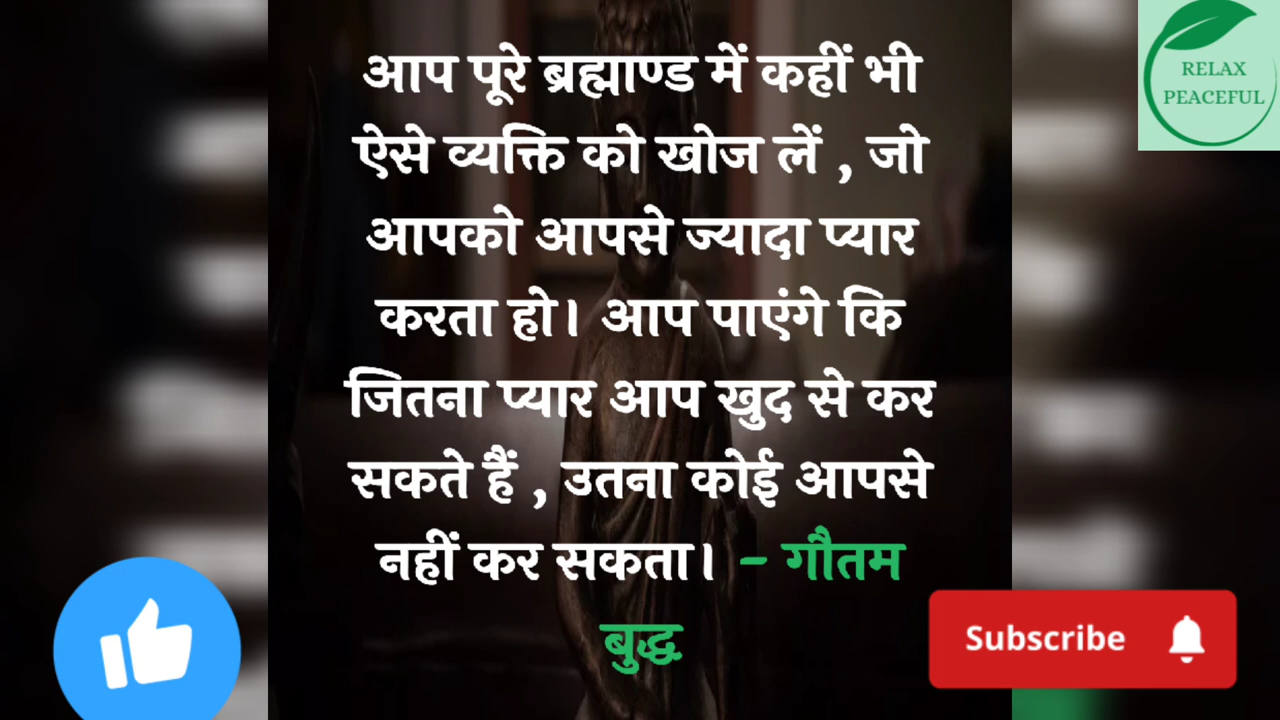 आप पूरे ब्रह्माण्ड में कहीं भी
ऐसे व्यक्ति को खोज लें , जो
आपको आपसे ज्यादा प्यार
करता हो। आप पाएंगे कि
जितना प्यार आप खुद से कर
सकते हैं , उतना कोई आपसे
नहीं कर सकता। – गौतम
बुद्ध
RELAX
PEACEFUL
Subscribe